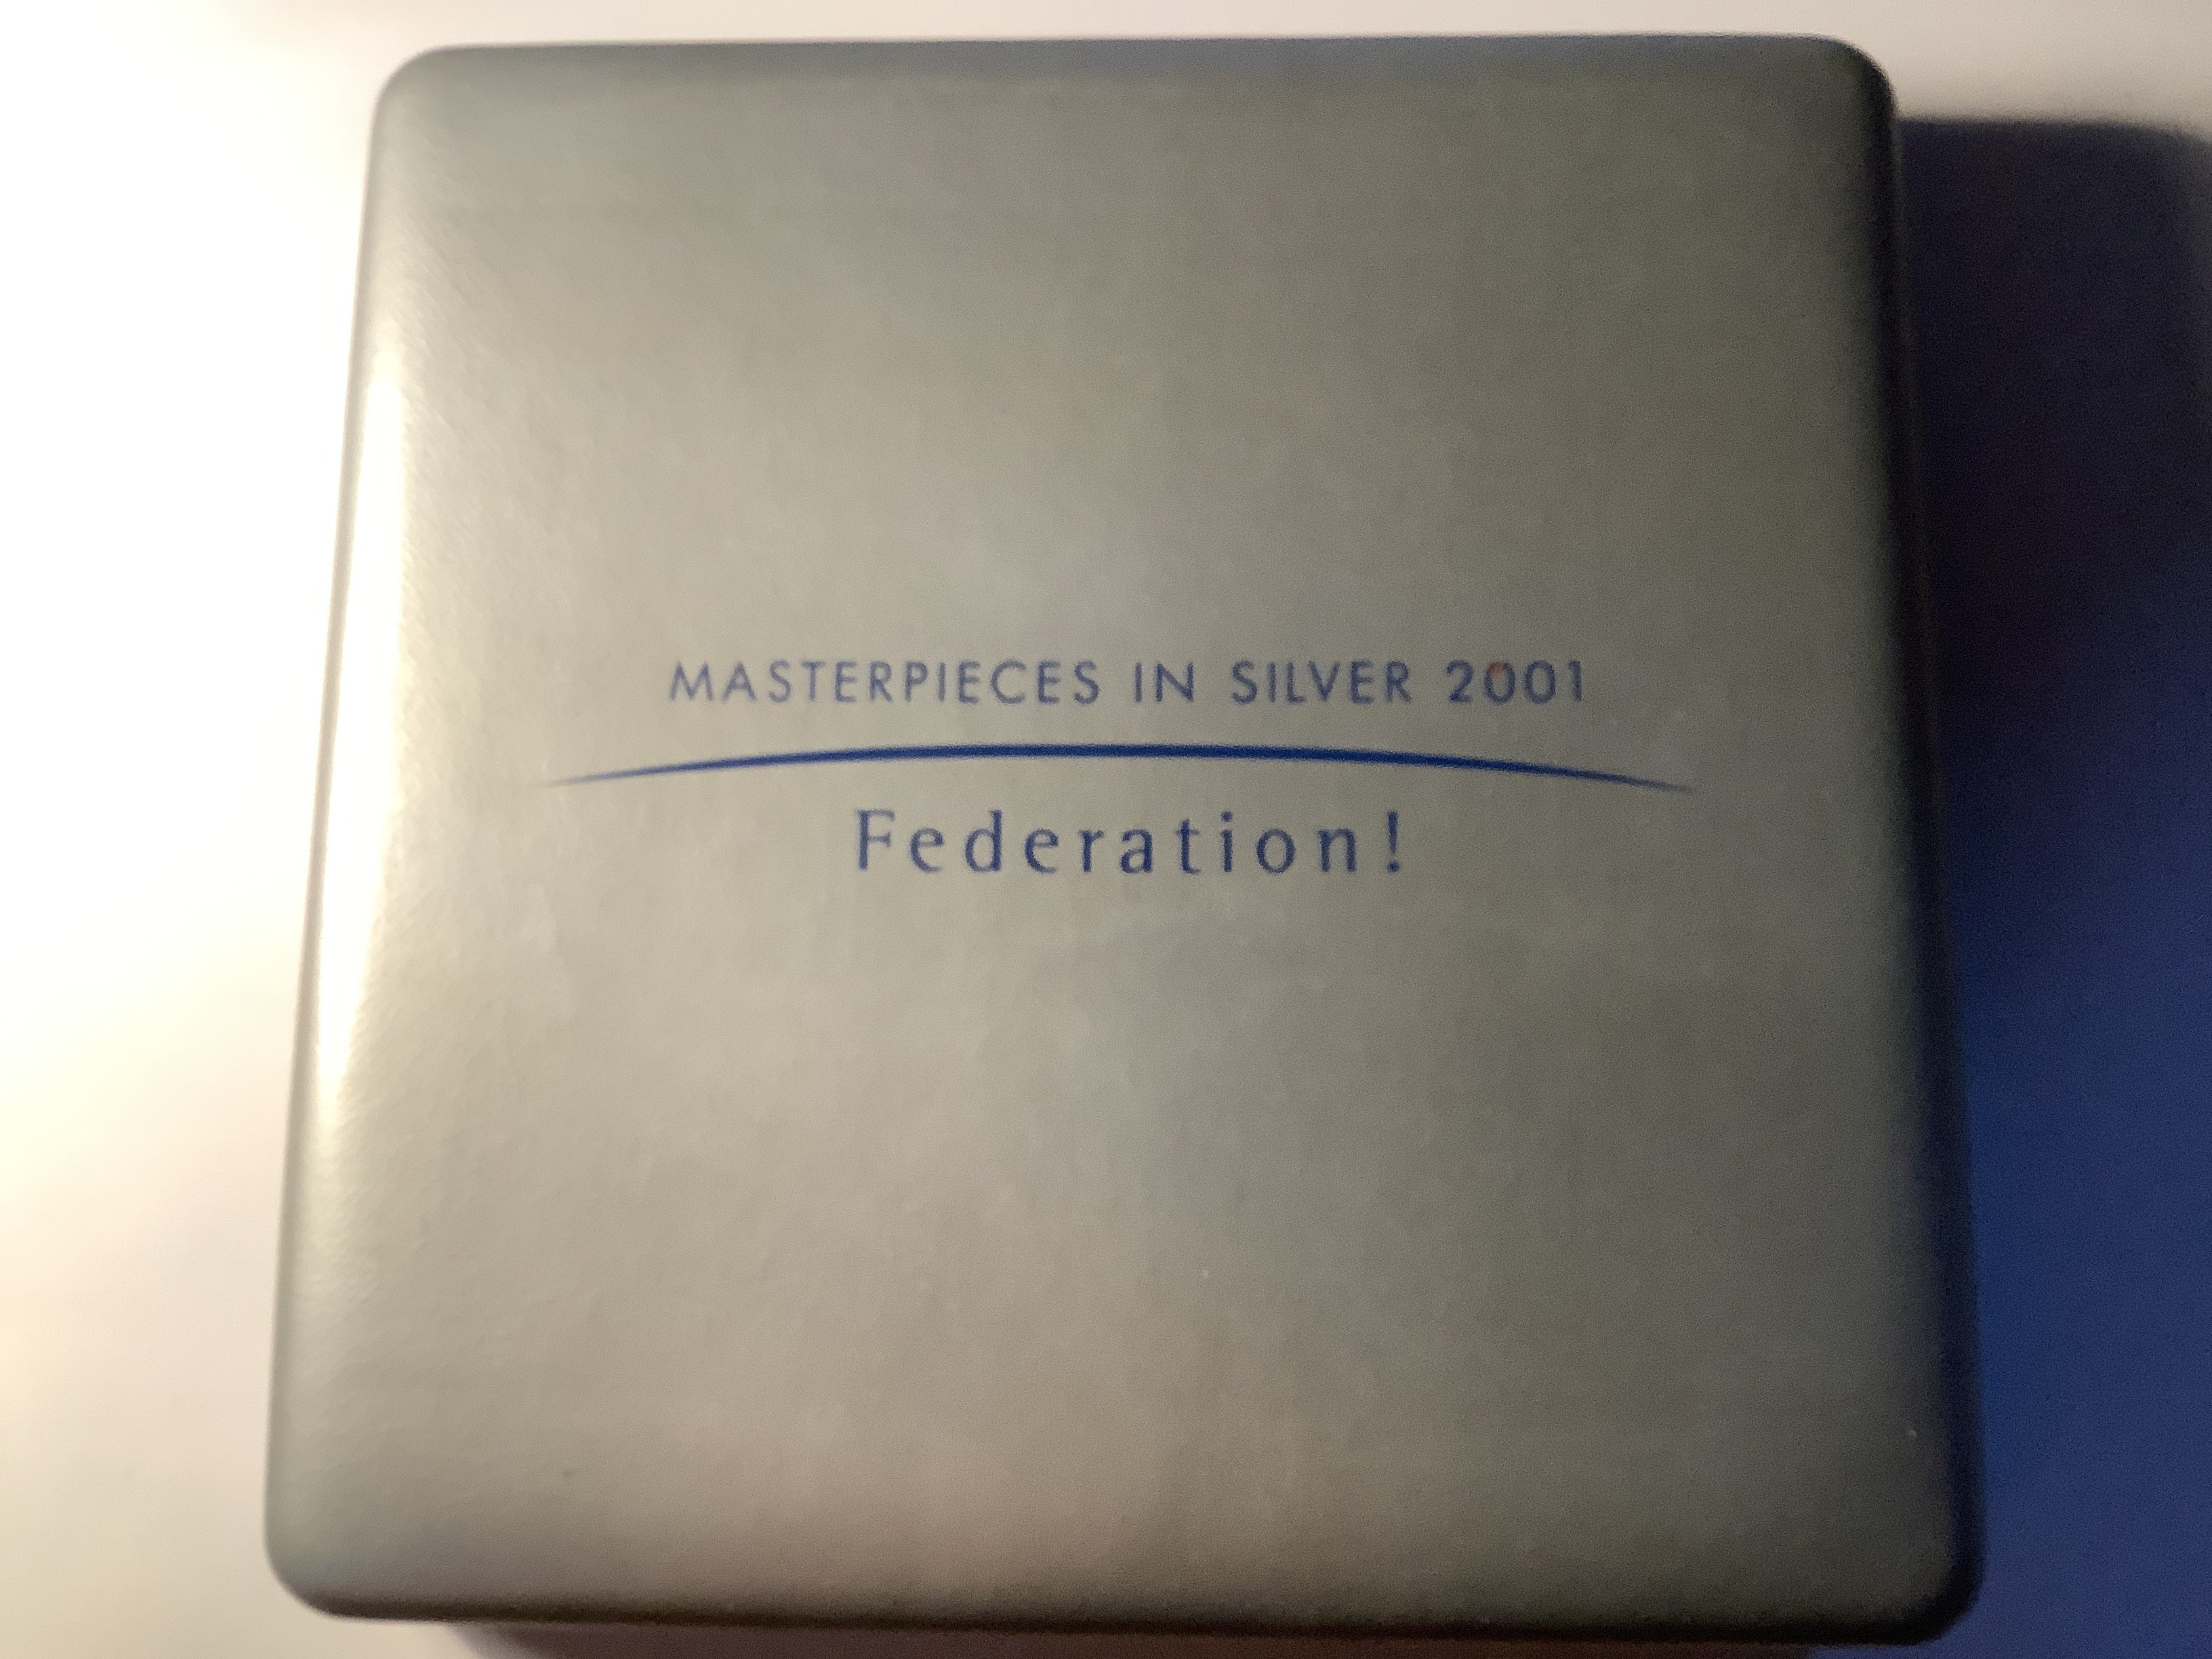 MASTERPIECES IN SILVER 2001
Federation!